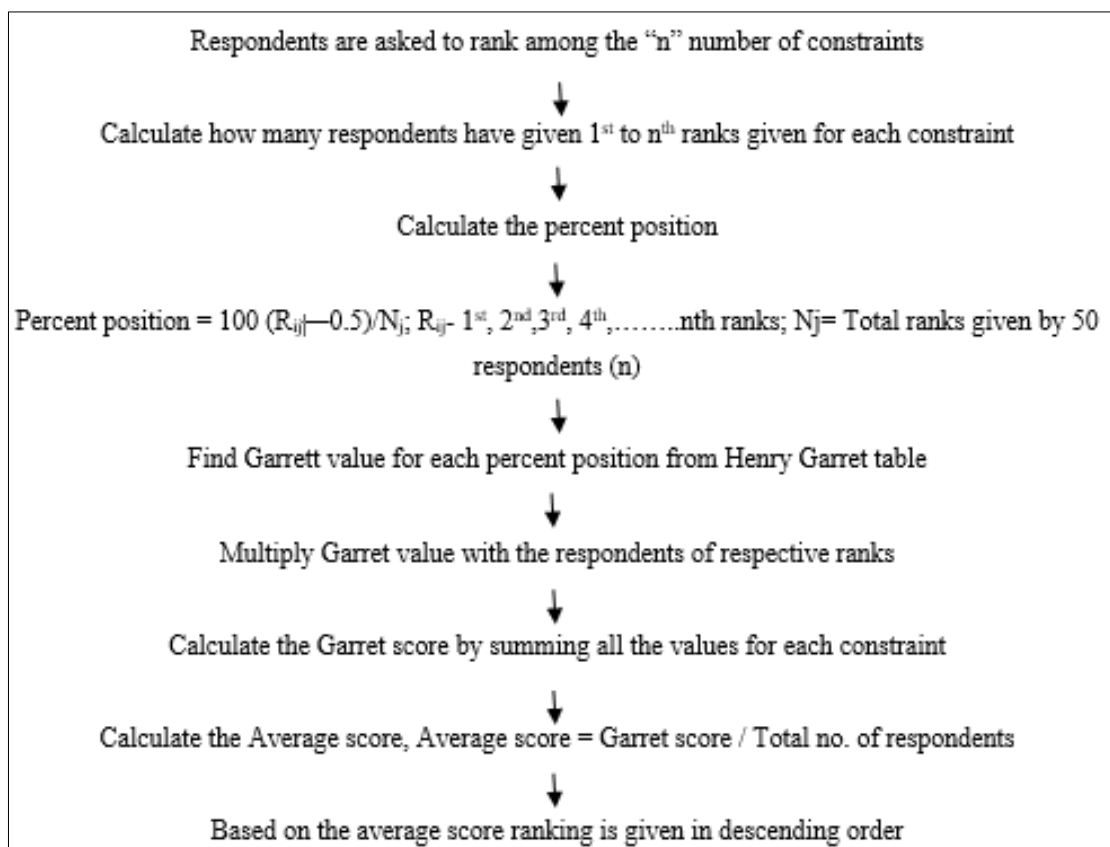 Respondents are asked to rank among the “n” number of constraints
Calculate how many respondents have given 1st to nth ranks given for each constraint
Calculate the percent position
Percent position = 100 (Rij—0.5)/Nj; Rij- 1st, 2nd,3rd, 4th,……..nth ranks; Nj= Total ranks given by 50
respondents (n)
Find Garrett value for each percent position from Henry Garret table
Multiply Garret value with the respondents of respective ranks
Calculate the Garret score by summing all the values for each constraint
Calculate the Average score, Average score = Garret score / Total no. of respondents
Based on the average score ranking is given in descending order